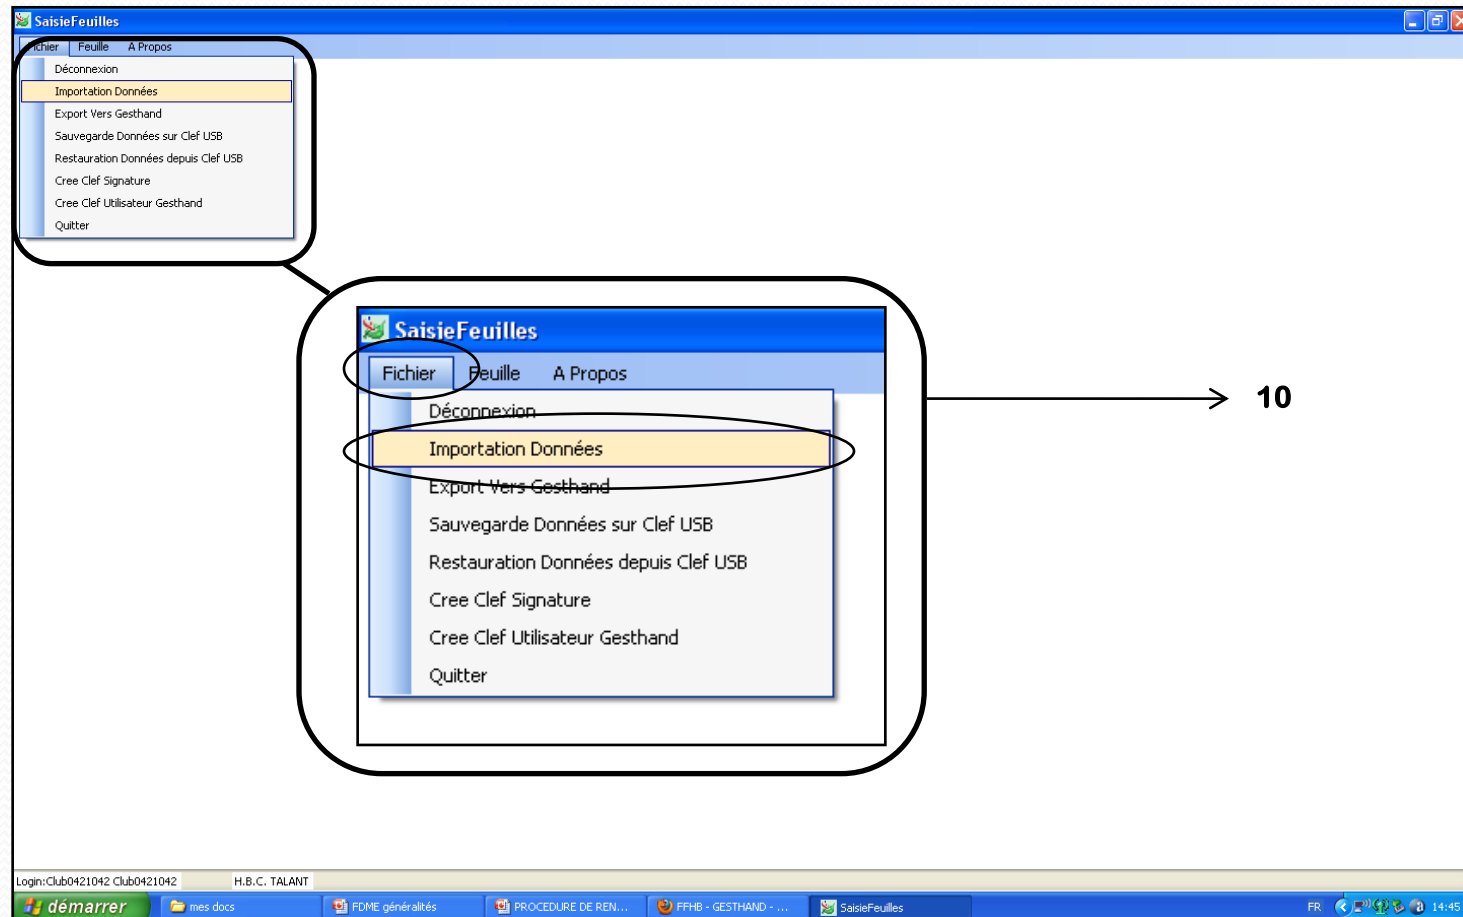 SaisieFeuilles
Fichier Feuille A Propos
Déconnexion
Importation Données
Export Vers Gesthand
Sauvegarde Données sur Clef USB
Restauration Données depuis Clef USB
Cree Clef Signature
Cree Clef Utilisateur Gesthand
Quitter
SaisieFeuilles
Fichier Feuille A Propos
Déconnexion
Importation Données
Export Vers Gesthand
Sauvegarde Données sur Clef USB
Restauration Données depuis Clef USB
Cree Clef Signature
Cree Clef Utilisateur Gesthand
Quitter
10
Login:Club0421042 Club0421042 H.B.C. TALANT
démarrer mes docs FDME généralités PROCEDURE DE REN... FFHB - GESTHAND - ... SaisieFeuilles FR 14:45